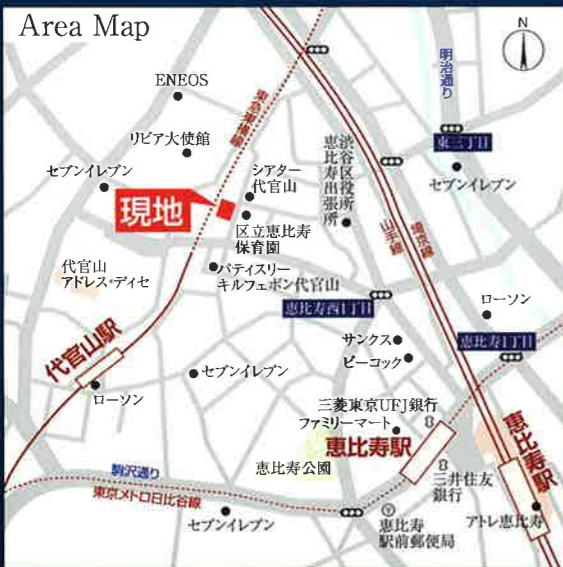 Area Map
N
ENEOS
明治通り
東急東横線
リビア大使館
東三丁目
セブンイレブン
シアター
代官山
渋谷区役所
恵比寿出張所
セブンイレブン
現地
区立恵比寿
保育園
山手線
埼京線
代官山
アドレス・ディセ
パティスリー
キルフェボン代官山
恵比寿西1丁目
ローソン
代官山駅
サンクス
恵比寿1丁目
ピーコック
セブンイレブン
ローソン
三菱東京UFJ銀行
ファミリーマート
恵比寿駅
恵比寿駅
恵比寿公園
駒沢通り
三井住友
銀行
東京メトロ日比谷線
アトレ恵比寿
セブンイレブン
恵比寿
駅前郵便局